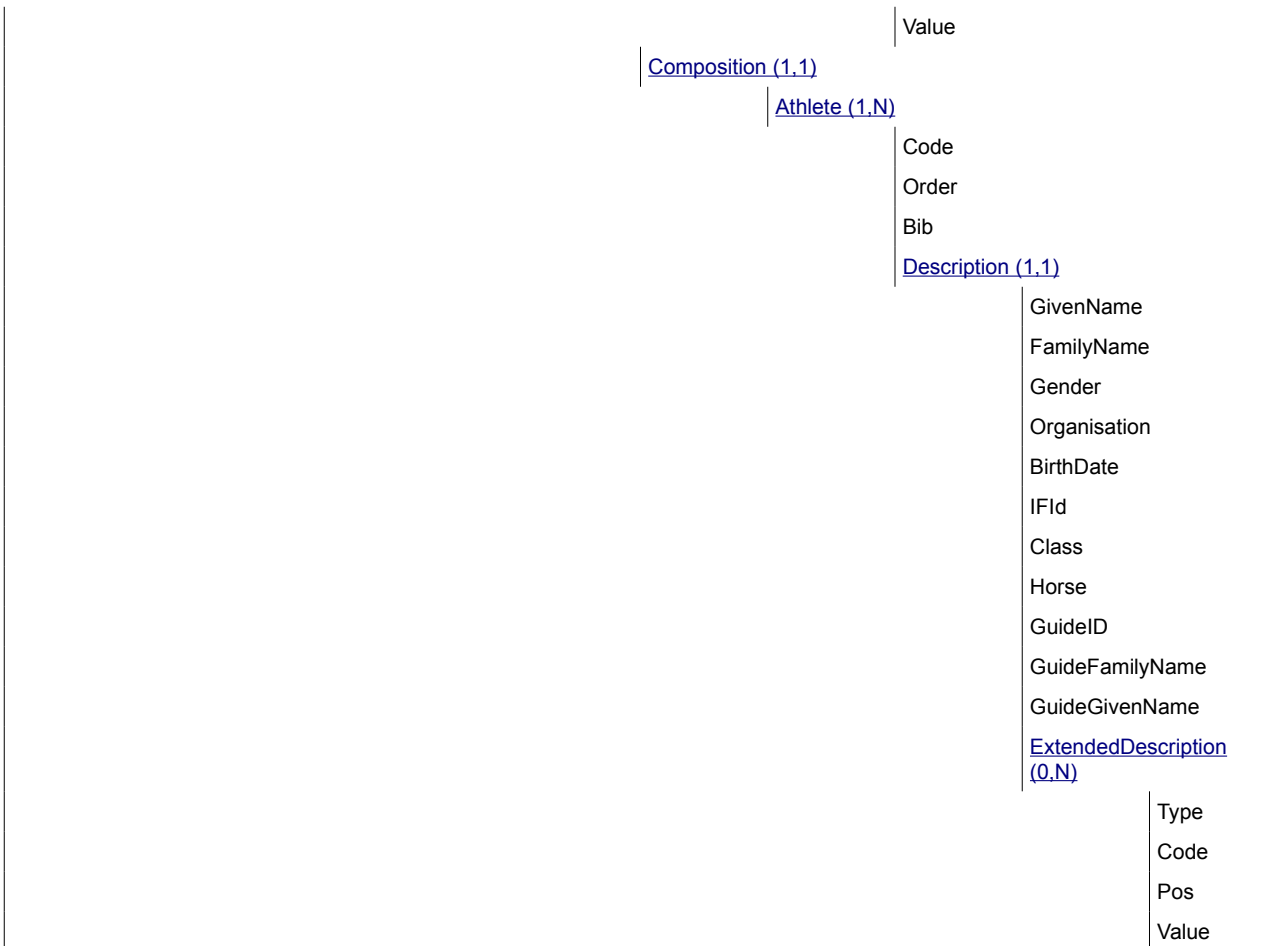 Value
Composition (1,1)
Athlete (1,N)
Code
Order
Bib
Description (1,1)
GivenName
FamilyName
Gender
Organisation
BirthDate
IFId
Class
Horse
GuideID
GuideFamilyName
GuideGivenName
ExtendedDescription
(0,N)
Type
Code
Pos
Value